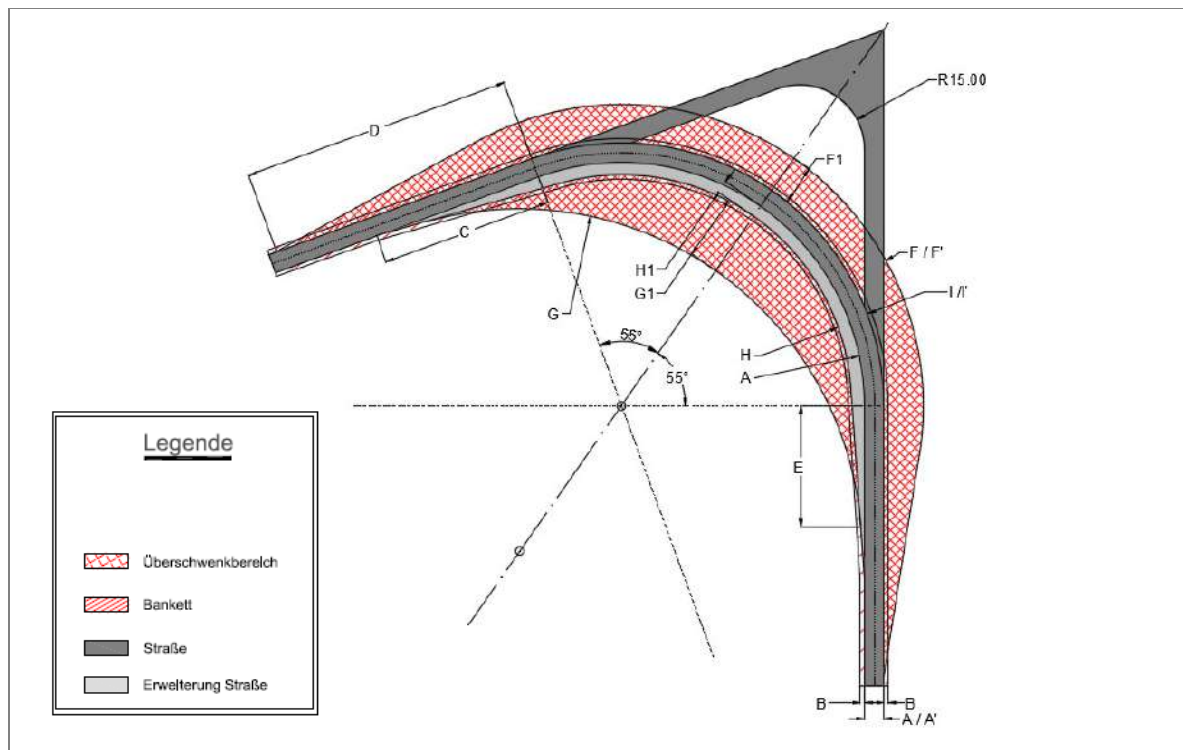 R15.00
D
F1
C
F / F'
H1
G1
I /I'
G
H
A
55°
55°
E
Legende
Überschwenkbereich
Bankett
Straße
Erweiterung Straße
B
B
A / A'